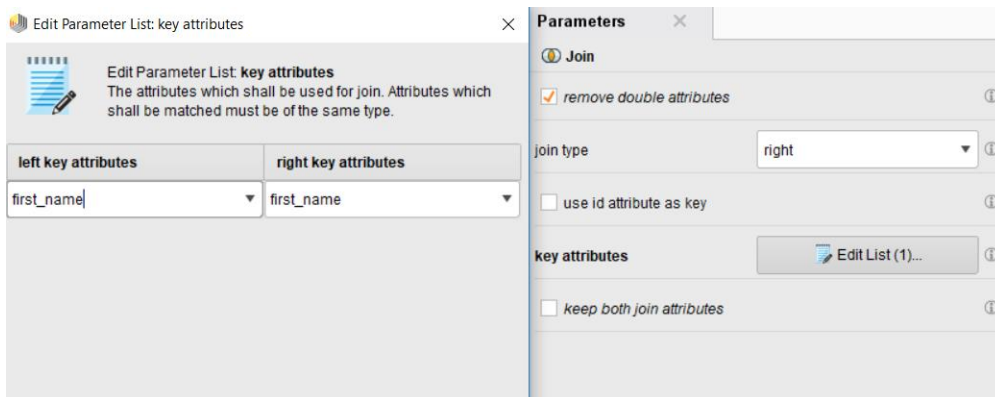 Edit Parameter List: key attributes
Edit Parameter List: key attributes
The attributes which shall be used for join. Attributes which
shall be matched must be of the same type.
left key attributes right key attributes
first_name first_name
Parameters
Join
remove double attributes
join type right
use id attribute as key
key attributes Edit List (1)...
keep both join attributes